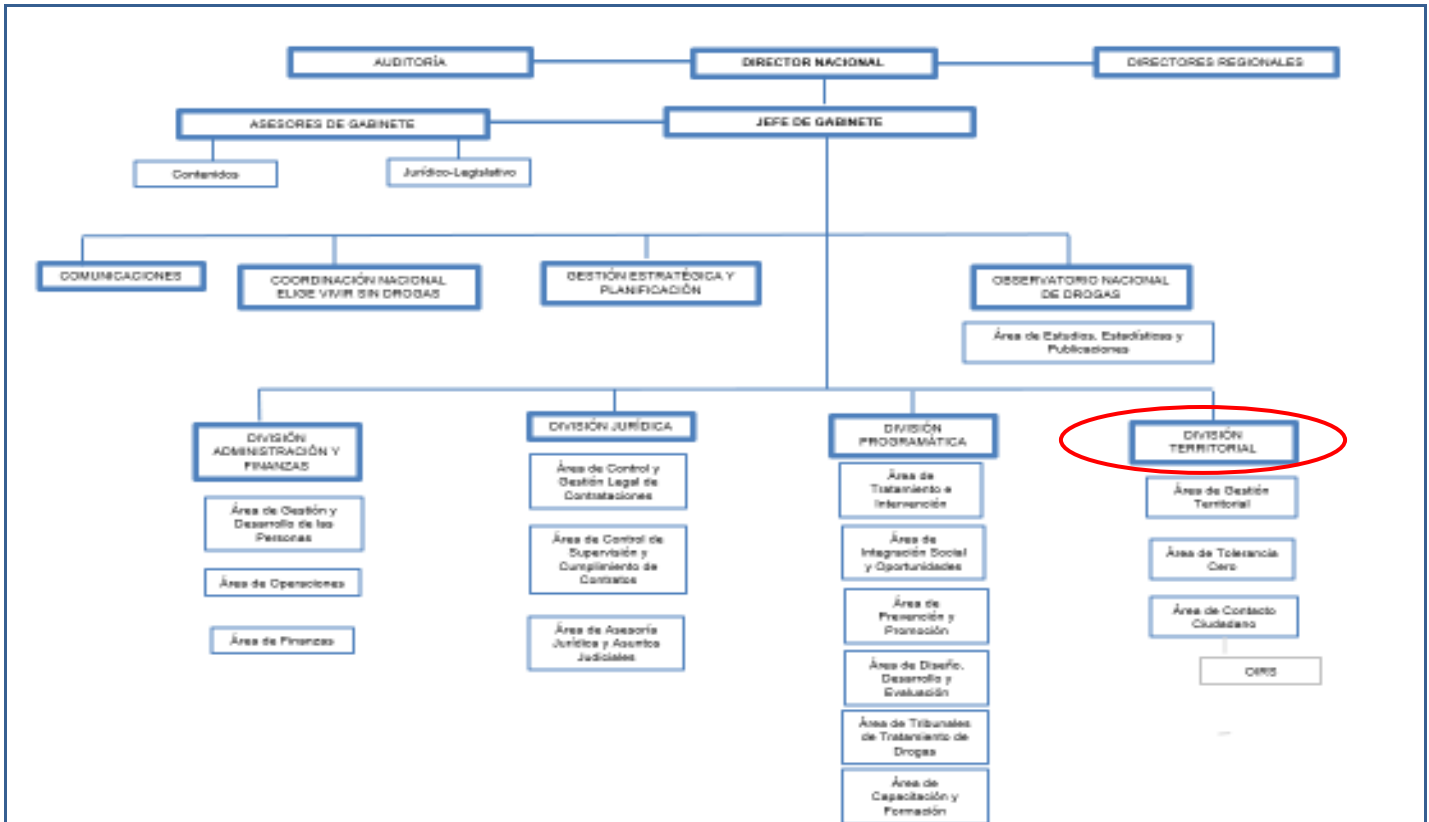 AUDITORÍA
DIRECTOR NACIONAL
DIRECTORES REGIONALES
ASESORES DE GABINETE
JEFE DE GABINETE
Contenidos
Jurídico-Legislativo
COMUNICACIONES
COORDINACIÓN NACIONAL
ELIGE VIVIR SIN DROGAS
GESTIÓN ESTRATÉGICA Y
PLANIFICACIÓN
OBSERVATORIO NACIONAL
DE DROGAS
Área de Estudios, Estadísticas y
Publicaciones
DIVISIÓN
ADMINISTRACIÓN Y
FINANZAS
Área de Gestión y
Desarrollo de las
Personas
Área de Operaciones
Área de Finanzas
DIVISIÓN JURÍDICA
Área de Control y
Gestión Legal de
Contrataciones
Área de Control de
Supervisión y
Cumplimiento de
Contratos
Área de Asesoría
Jurídica y Asuntos
Judiciales
DIVISIÓN
PROGRAMÁTICA
Área de
Tratamiento e
Intervención
Área de
Integración Social
y Oportunidades
Área de
Prevención y
Promoción
Área de Diseño,
Desarrollo y
Evaluación
Área de Tribunales
de Tratamiento de
Drogas
Área de
Capacitación y
Formación
DIVISIÓN
TERRITORIAL
Área de Gestión
Territorial
Área de Tolerancia
Cero
Área de Contacto
Ciudadano
OIRS